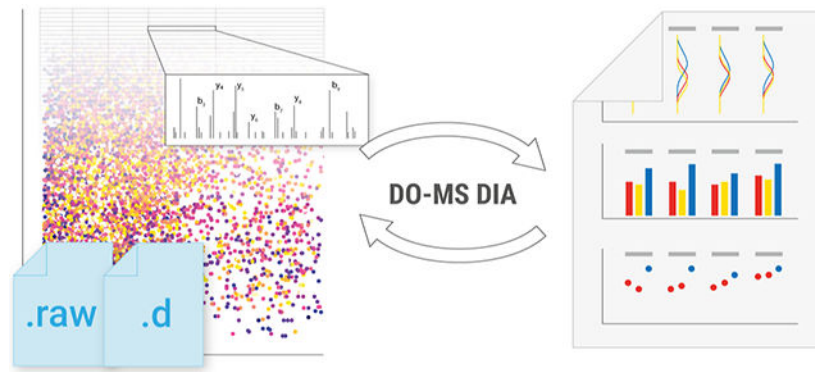 b₃ y₄ y₅ y₆ b₇ y₈ b₉
DO-MS DIA
.raw .d